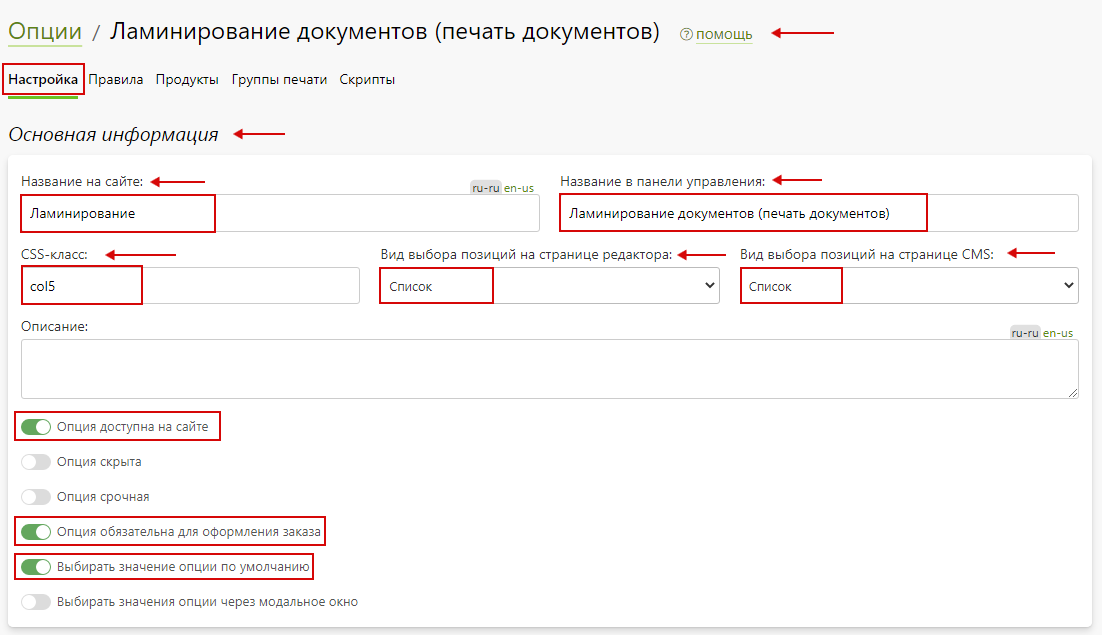 Опции / Ламинирование документов (печать документов) ? помощь
Настройка Правила Продукты Группы печати Скрипты
Основная информация
Название на сайте: ru-ru en-us Название в панели управления:
Ламинирование Ламинирование документов (печать документов)
CSS-класс: Вид выбора позиций на странице редактора: Вид выбора позиций на странице CMS:
col5 Список Список
Описание: ru-ru en-us
Опция доступна на сайте
Опция скрыта
Опция срочная
Опция обязательна для оформления заказа
Выбирать значение опции по умолчанию
Выбирать значения опции через модальное окно